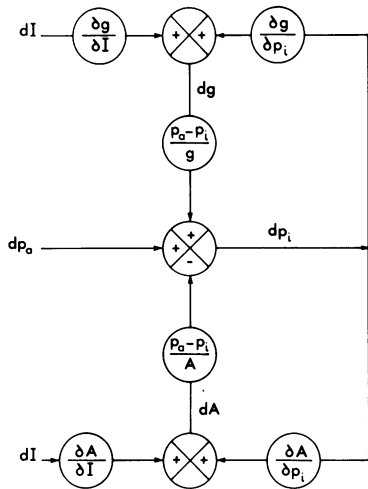 dI ∂g/∂I + + ∂g/∂pᵢ
dg
pₐ-pᵢ/g
dpₐ + + - dpᵢ
pₐ-pᵢ/A
dA
dI ∂A/∂I + + ∂A/∂pᵢ